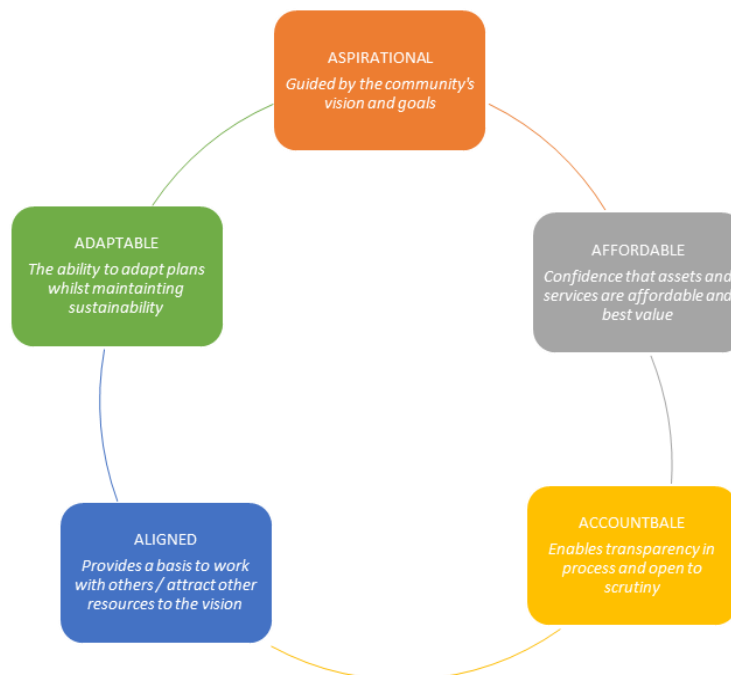 ASPIRATIONAL
Guided by the community's
vision and goals
AFFORDABLE
Confidence that assets and
services are affordable and
best value
ACCOUNTBALE
Enables transparency in
process and open to
scrutiny
ALIGNED
Provides a basis to work
with others / attract other
resources to the vision
ADAPTABLE
The ability to adapt plans
whilst maintainting
sustainability